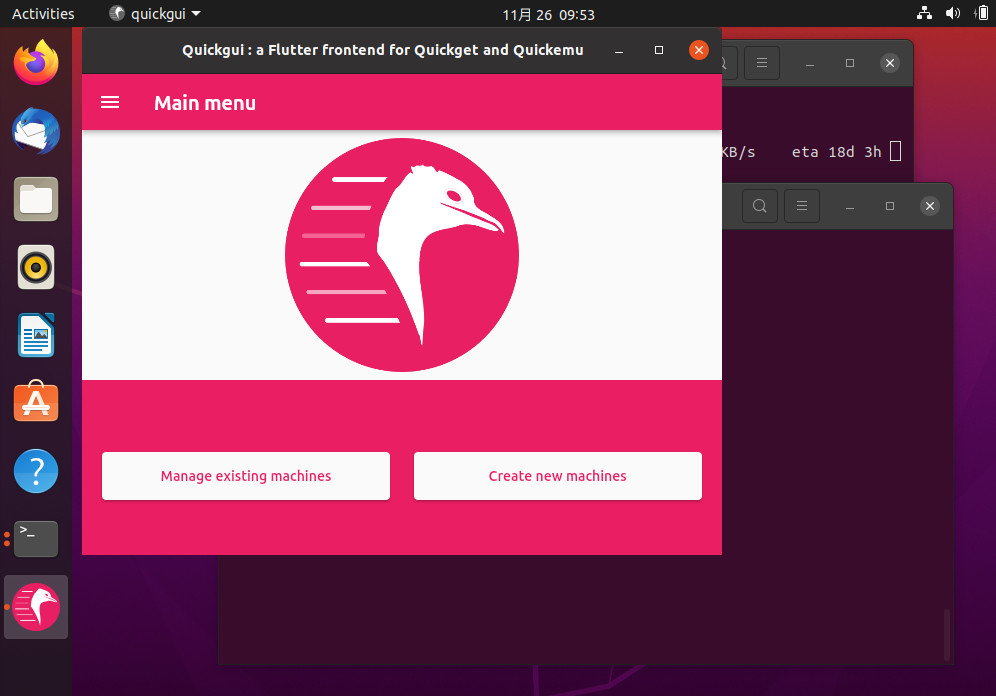 Activities
quickgui
11月 26 09:53
Quickgui : a Flutter frontend for Quickget and Quickemu
Main menu
KB/s eta 18d 3h
Manage existing machines
Create new machines